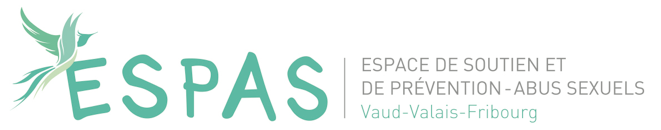 ESPAS
ESPACE DE SOUTIEN ET
DE PRÉVENTION - ABUS SEXUELS
Vaud-Valais-Fribourg